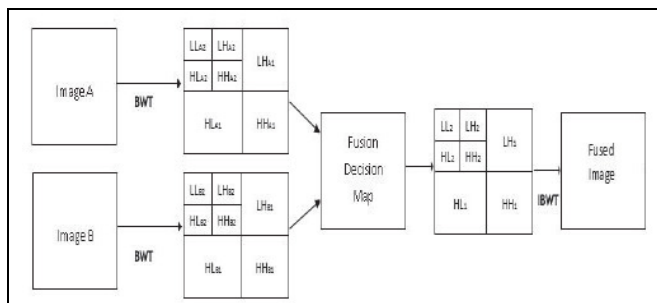 Image A
BWT
LLA2 LHA2
HLA2 HHA2
LHA1
HLA1 HHA1
Image B
BWT
LLB2 LHB2
HLB2 HHB2
LHB1
HLB1 HHB1
Fusion
Decision
Map
LL2 LH2
HL2 HH2
LH1
HL1 HH1
IBWT
Fused
Image